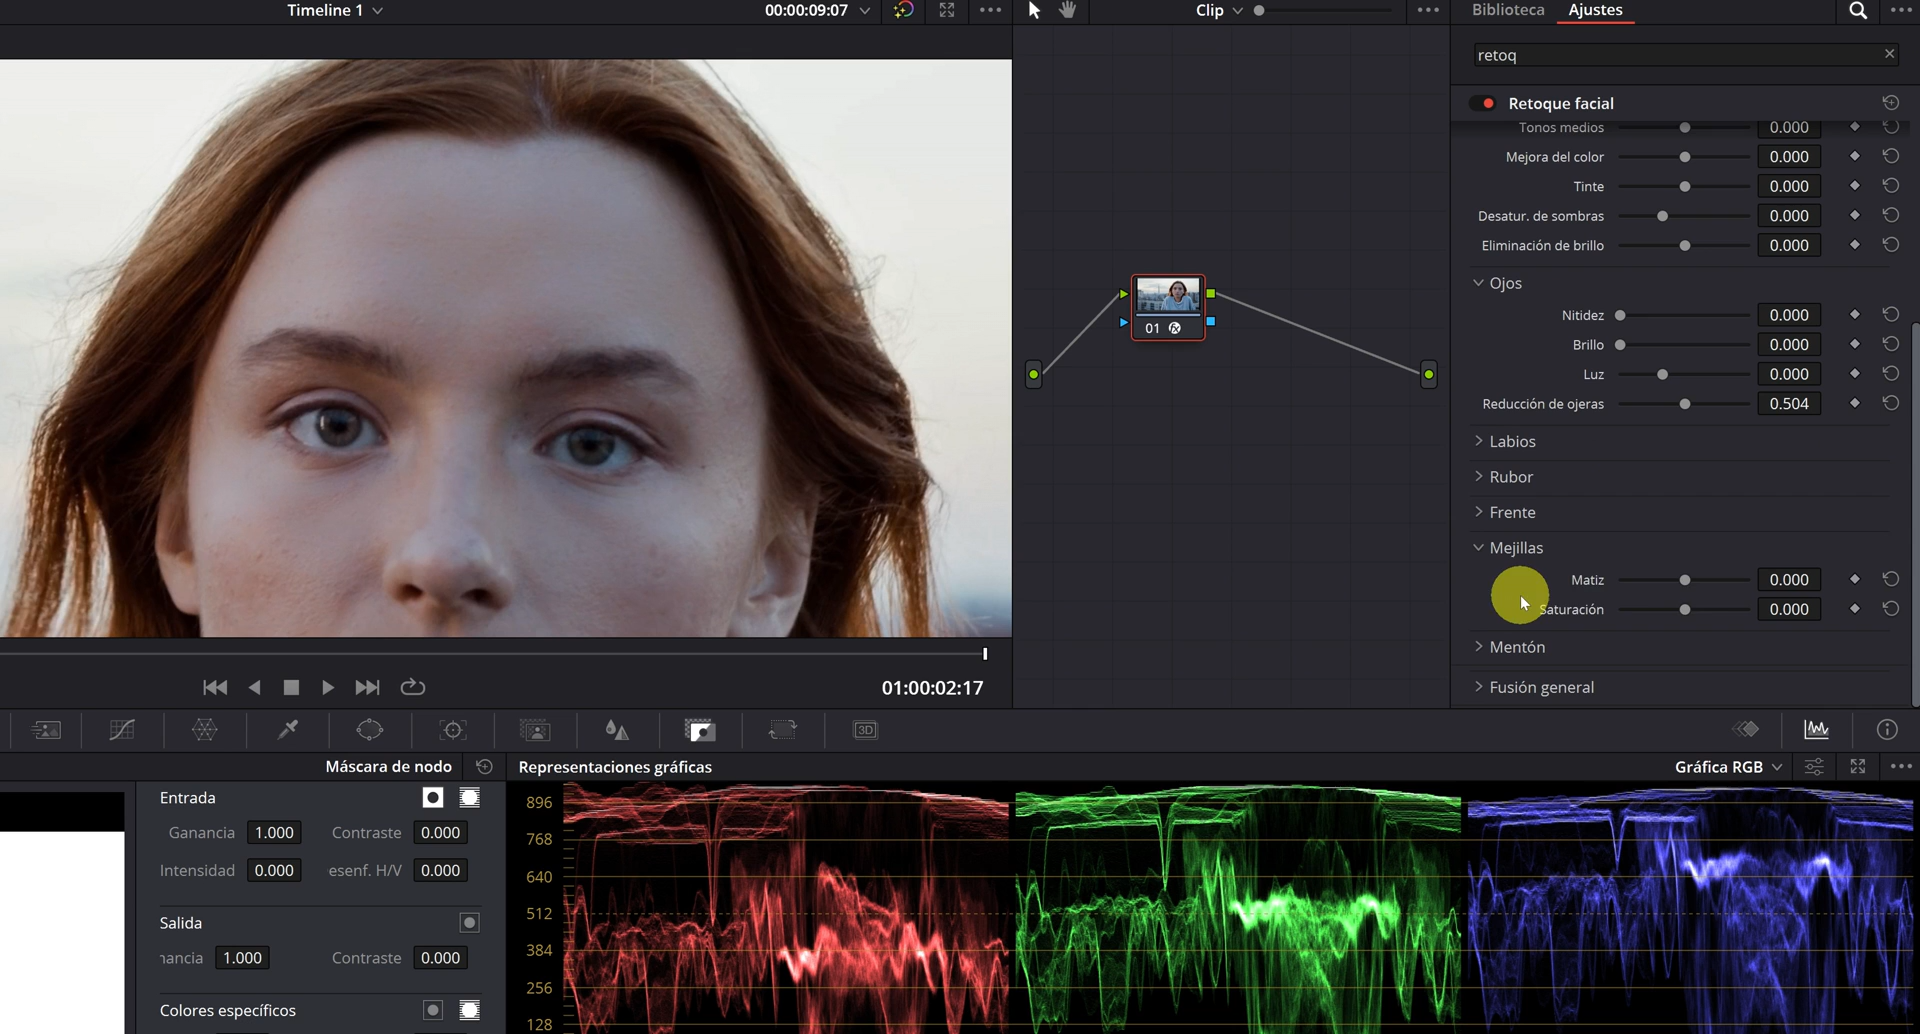 Timeline 1
00:00:09:07
Clip
Biblioteca
Ajustes
retoq
Retoque facial
Tonos medios 0.000
Mejora del color 0.000
Tinte 0.000
Desatur. de sombras 0.000
Eliminación de brillo 0.000
Ojos
Nitidez 0.000
Brillo 0.000
Luz 0.000
Reducción de ojeras 0.504
Labios
Rubor
Frente
Mejillas
Matiz 0.000
Saturación 0.000
Mentón
Fusión general
01
01:00:02:17
3D
Máscara de nodo
Entrada
Ganancia 1.000 Contraste 0.000
Intensidad 0.000 esenf. H/V 0.000
Salida
nancia 1.000 Contraste 0.000
Colores específicos
Representaciones gráficas
Gráfica RGB
896
768
640
512
384
256
128